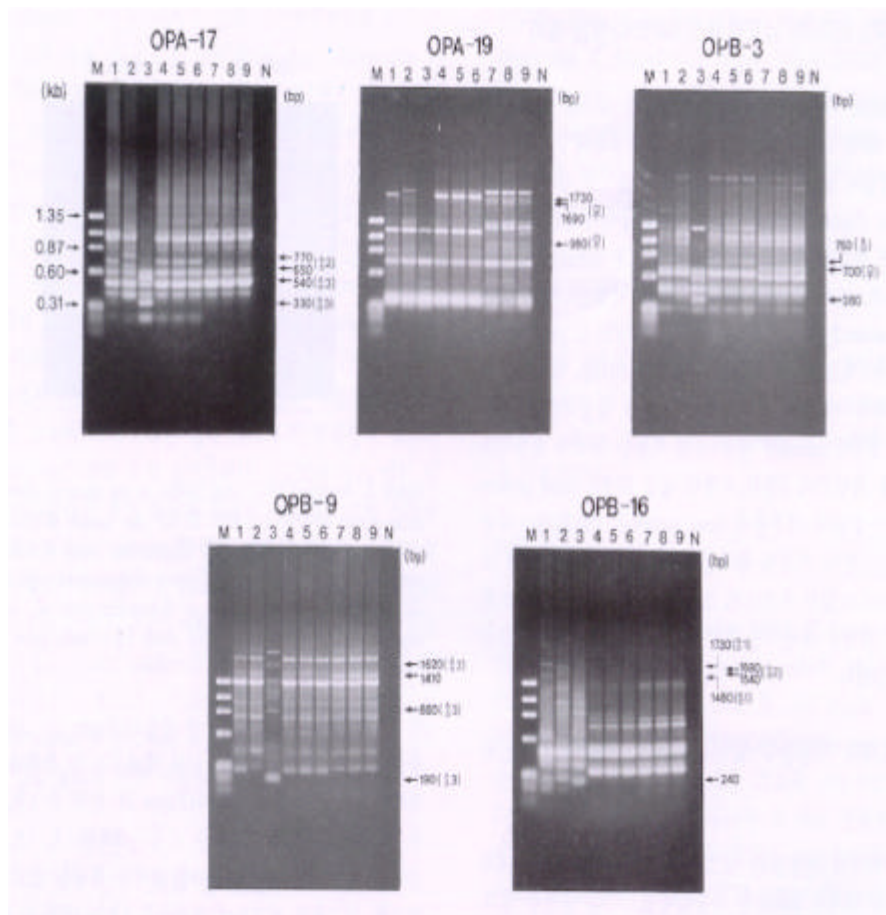 OPA-17
M 1 2 3 4 5 6 7 8 9 N
(kb)
(bp)
1.35→
0.87→
0.60→
0.31→
←770
←650
←540
←330
OPA-19
M 1 2 3 4 5 6 7 8 9 N
(bp)
1730
1690
←980
OPB-3
M 1 2 3 4 5 6 7 8 9 N
(bp)
760
700
←380
OPB-9
M 1 2 3 4 5 6 7 8 9 N
(bp)
←1620
←1410
←190
OPB-16
M 1 2 3 4 5 6 7 8 9 N
(bp)
1730
1540
1480
←240